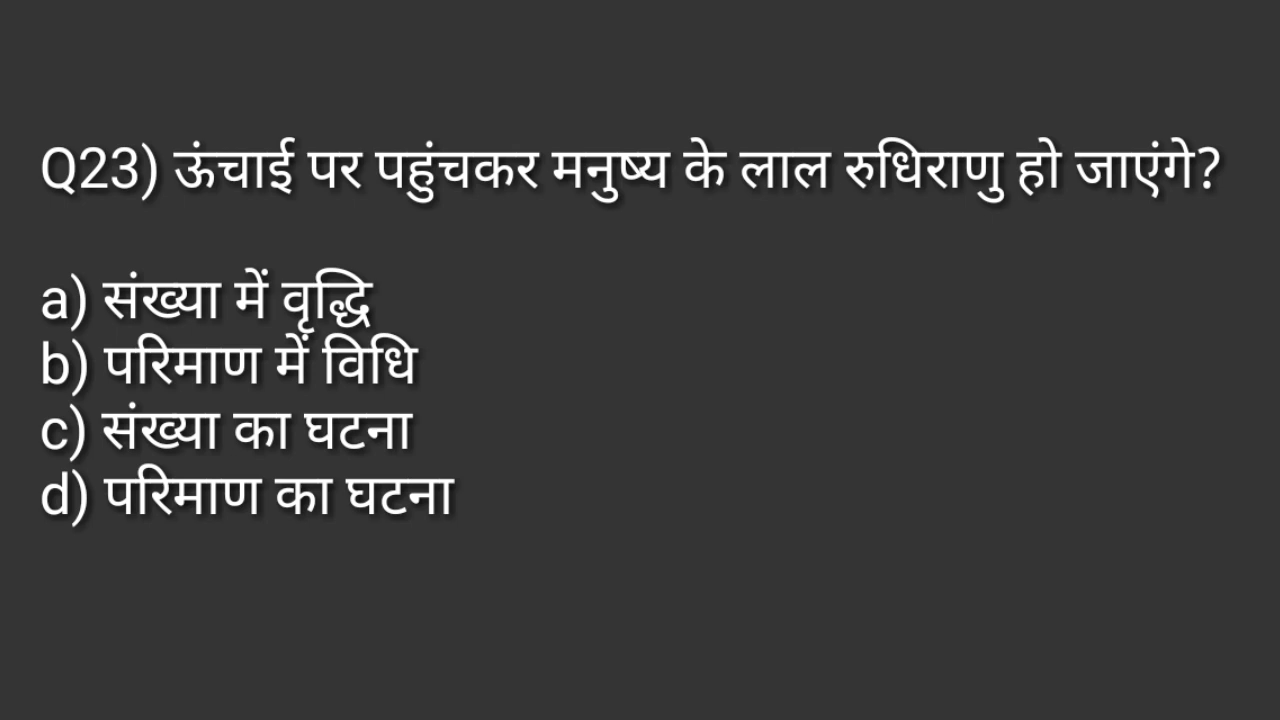 Q23) ऊंचाई पर पहुंचकर मनुष्य के लाल रुधिराणु हो जाएंगे?
a) संख्या में वृद्धि
b) परिमाण में विधि
c) संख्या का घटना
d) परिमाण का घटना